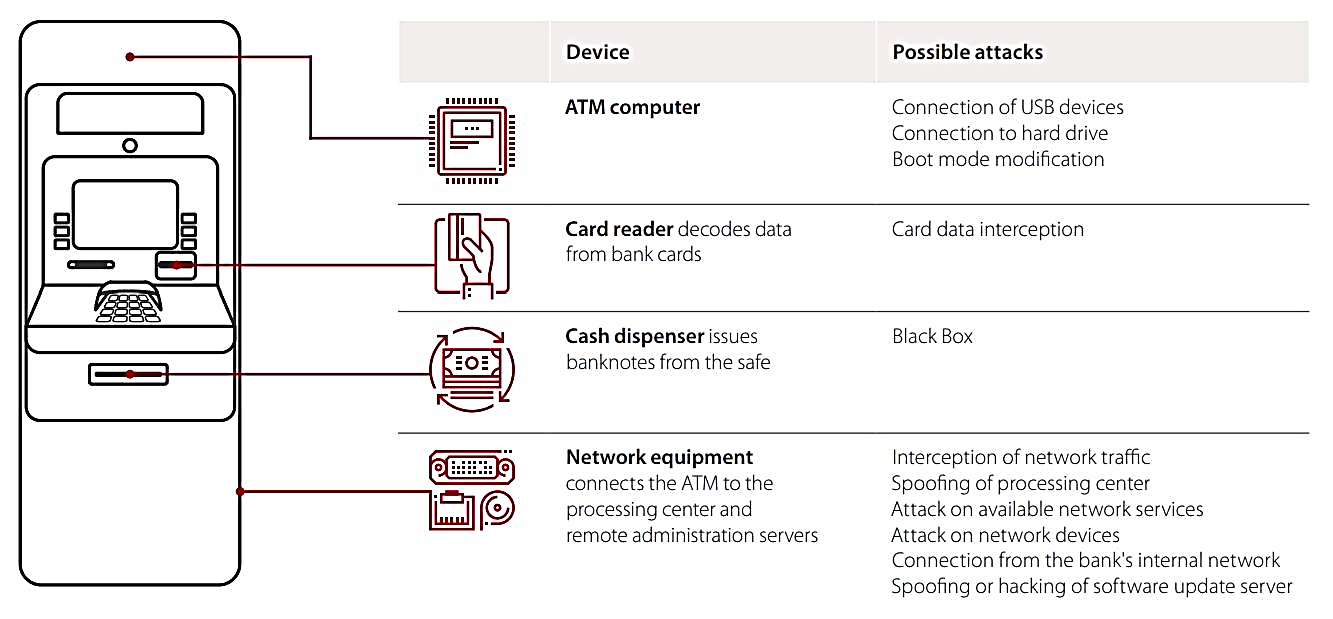 Device
Possible attacks
ATM computer
Connection of USB devices
Connection to hard drive
Boot mode modification
Card reader decodes data
from bank cards
Card data interception
Cash dispenser issues
banknotes from the safe
Black Box
Network equipment
connects the ATM to the
processing center and
remote administration servers
Interception of network traffic
Spoofing of processing center
Attack on available network services
Attack on network devices
Connection from the bank's internal network
Spoofing or hacking of software update server